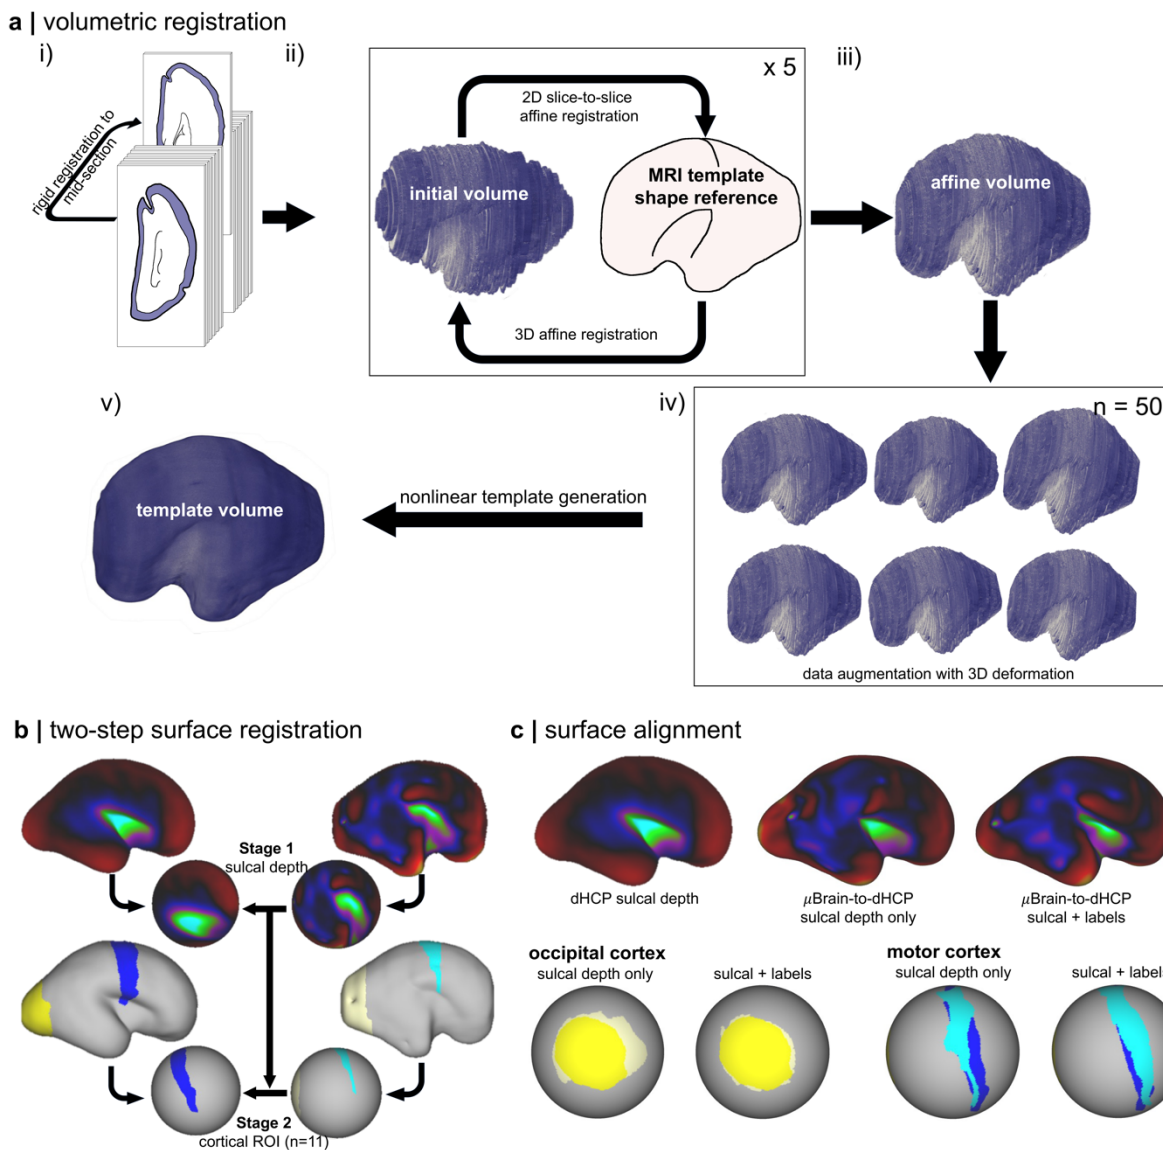 a | volumetric registration
i)
ii)
iii)
x 5
rigid registration to
mid-section
2D slice-to-slice
affine registration
initial volume
MRI template
shape reference
affine volume
3D affine registration
v)
iv)
n = 50
template volume
nonlinear template generation
data augmentation with 3D deformation
b | two-step surface registration
Stage 1
sulcal depth
Stage 2
cortical ROI (n=11)
c | surface alignment
dHCP sulcal depth
μBrain-to-dHCP
sulcal depth only
μBrain-to-dHCP
sulcal + labels
occipital cortex
sulcal depth only
sulcal + labels
motor cortex
sulcal depth only
sulcal + labels